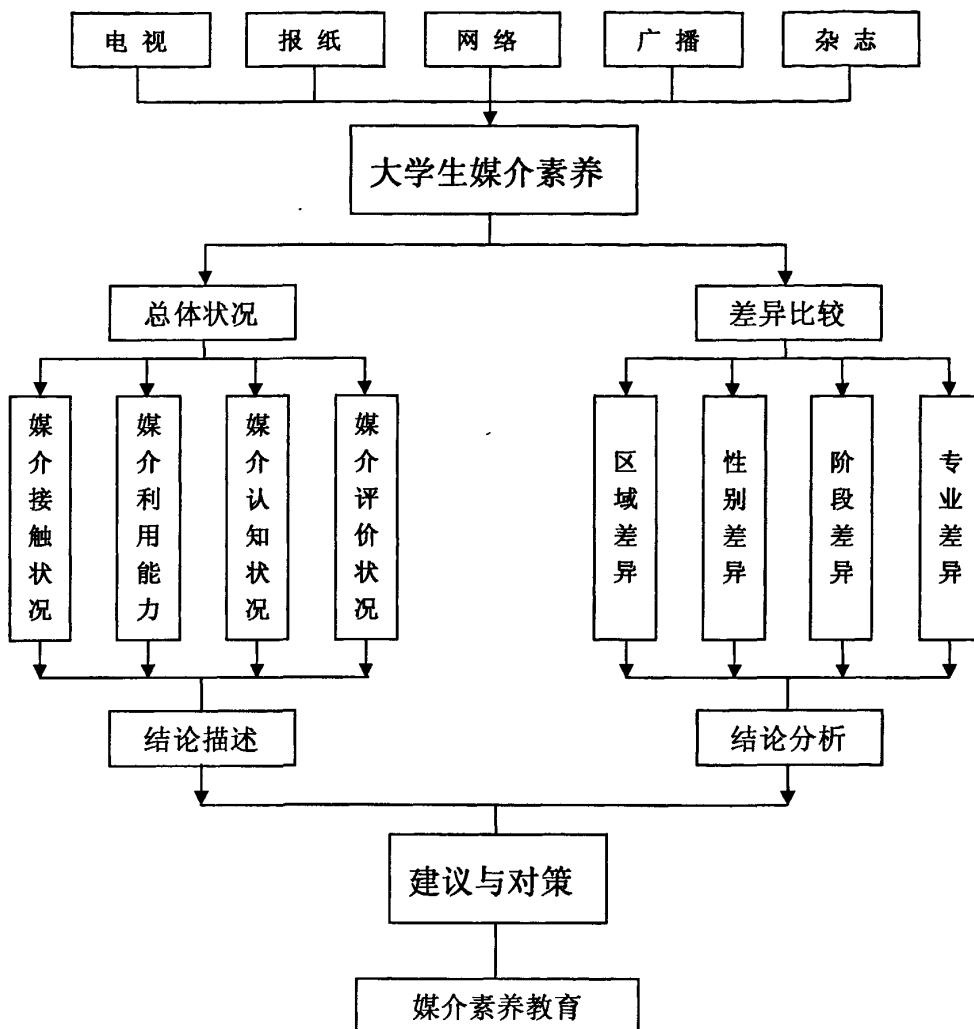 电视
报纸
网络
广播
杂志
大学生媒介素养
总体状况
差异比较
媒介接触状况
媒介利用能力
媒介认知状况
媒介评价状况
区域差异
性别差异
阶段差异
专业差异
结论描述
结论分析
建议与对策
媒介素养教育